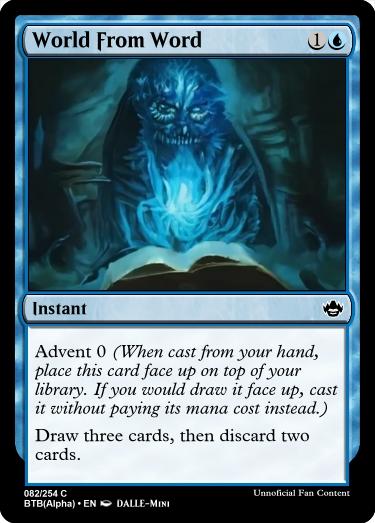 World From Word 1
Instant
Advent 0 (When cast from your hand,
place this card face up on top of your
library. If you would draw it face up, cast
it without paying its mana cost instead.)
Draw three cards, then discard two
cards.
082/254 C
BTB(Alpha) • EN DALLE-Mini
Unnoficial Fan Content